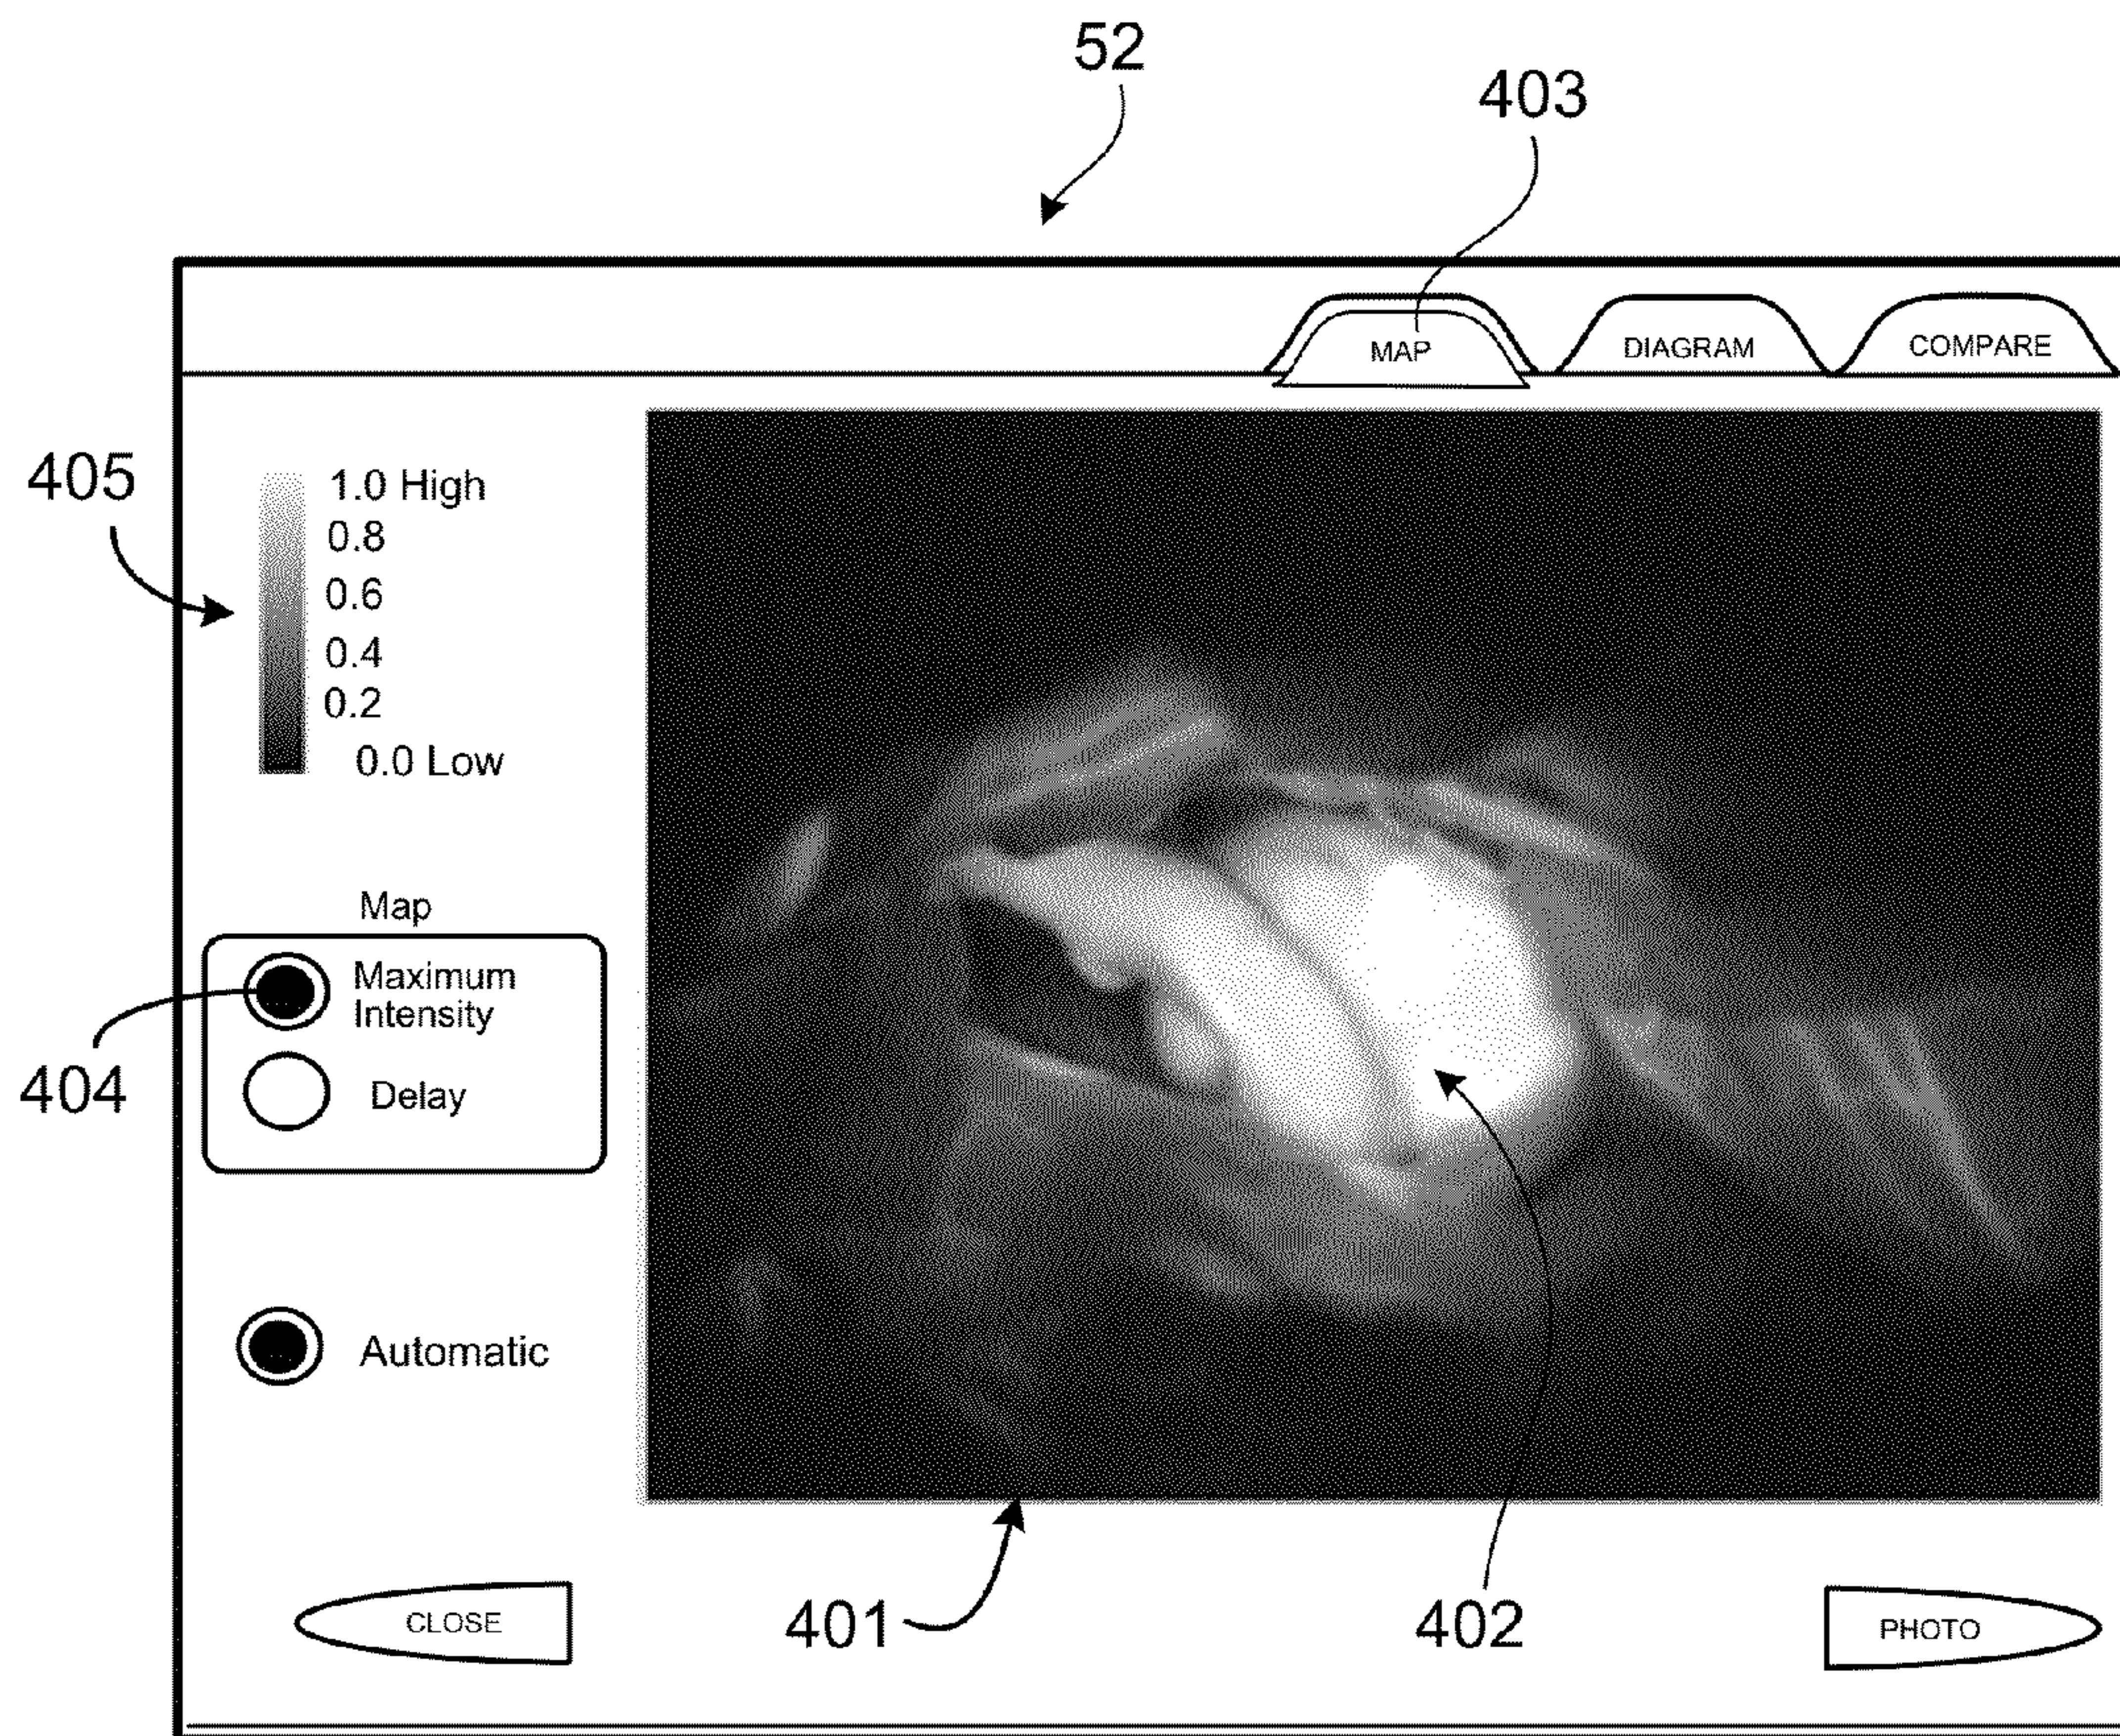 52
403
MAP
DIAGRAM
COMPARE
405
1.0 High
0.8
0.6
0.4
0.2
0.0 Low
Map
Maximum
Intensity
404
Delay
Automatic
CLOSE
401
402
PHOTO